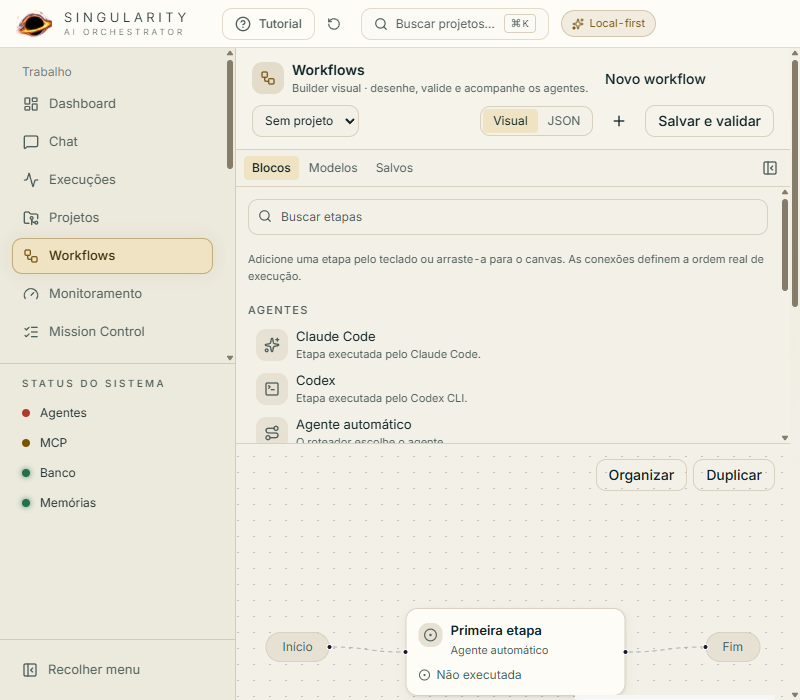 SINGULARITY
AI ORCHESTRATOR
Tutorial
Buscar projetos...
⌘K
Local-first
Trabalho
Dashboard
Chat
Execuções
Projetos
Workflows
Monitoramento
Mission Control
STATUS DO SISTEMA
Agentes
MCP
Banco
Memórias
Recolher menu
Workflows
Builder visual · desenhe, valide e acompanhe os agentes.
Novo workflow
Sem projeto
Visual
JSON
+
Salvar e validar
Blocos
Modelos
Salvos
Buscar etapas
Adicione uma etapa pelo teclado ou arraste-a para o canvas. As conexões definem a ordem real de
execução.
AGENTES
Claude Code
Etapa executada pelo Claude Code.
Codex
Etapa executada pelo Codex CLI.
Agente automático
O roteador escolhe o agente
Organizar
Duplicar
Início
Primeira etapa
Agente automático
Não executada
Fim